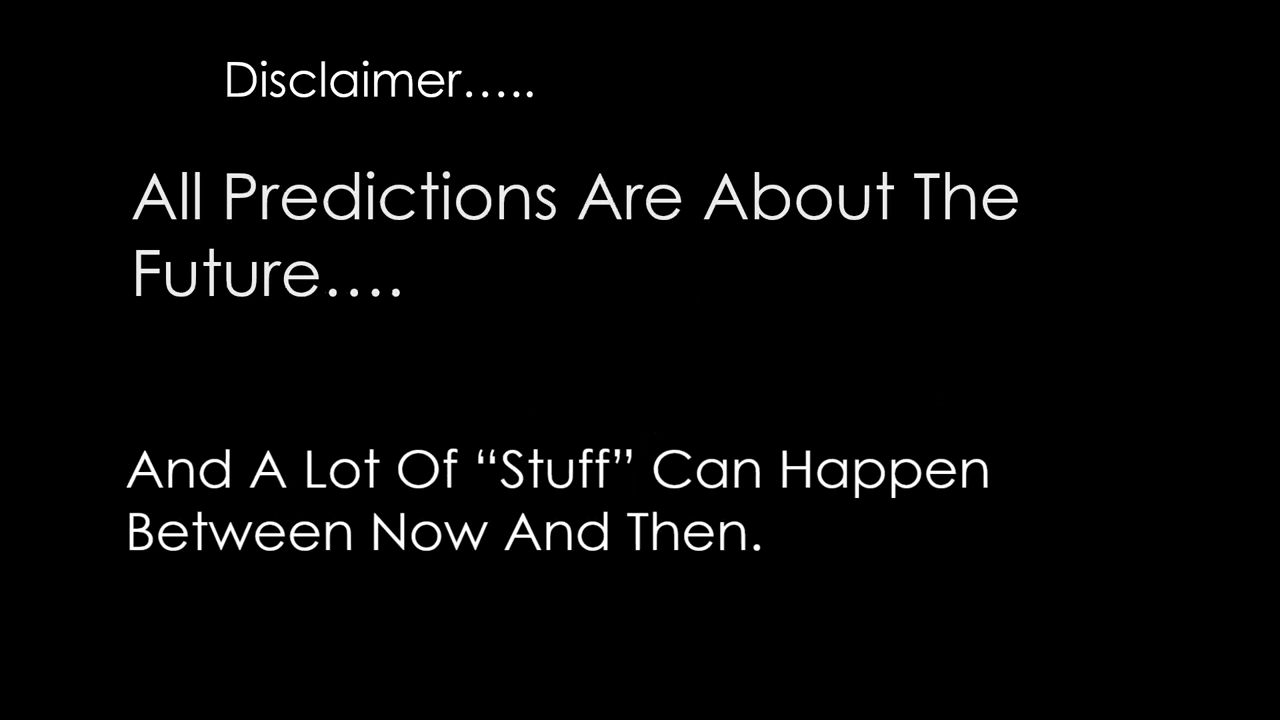 Disclaimer…..
All Predictions Are About The
Future….
And A Lot Of “Stuff” Can Happen
Between Now And Then.